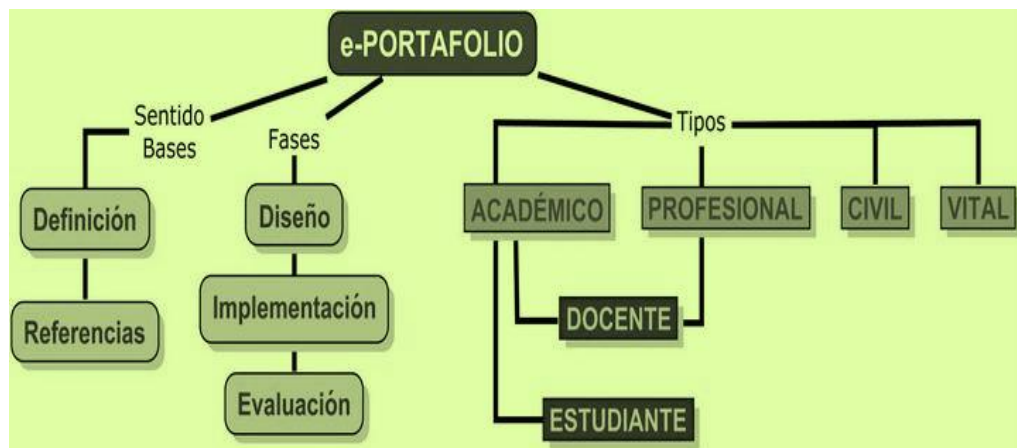 e-PORTAFOLIO
Sentido
Bases
Fases
Tipos
Definición
Diseño
ACADÉMICO
PROFESIONAL
CIVIL
VITAL
Referencias
Implementación
DOCENTE
Evaluación
ESTUDIANTE